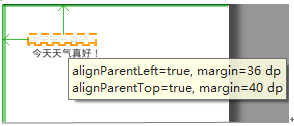 今天天气真好！
alignParentLeft=true, margin=36 dp
alignParentTop=true, margin=40 dp